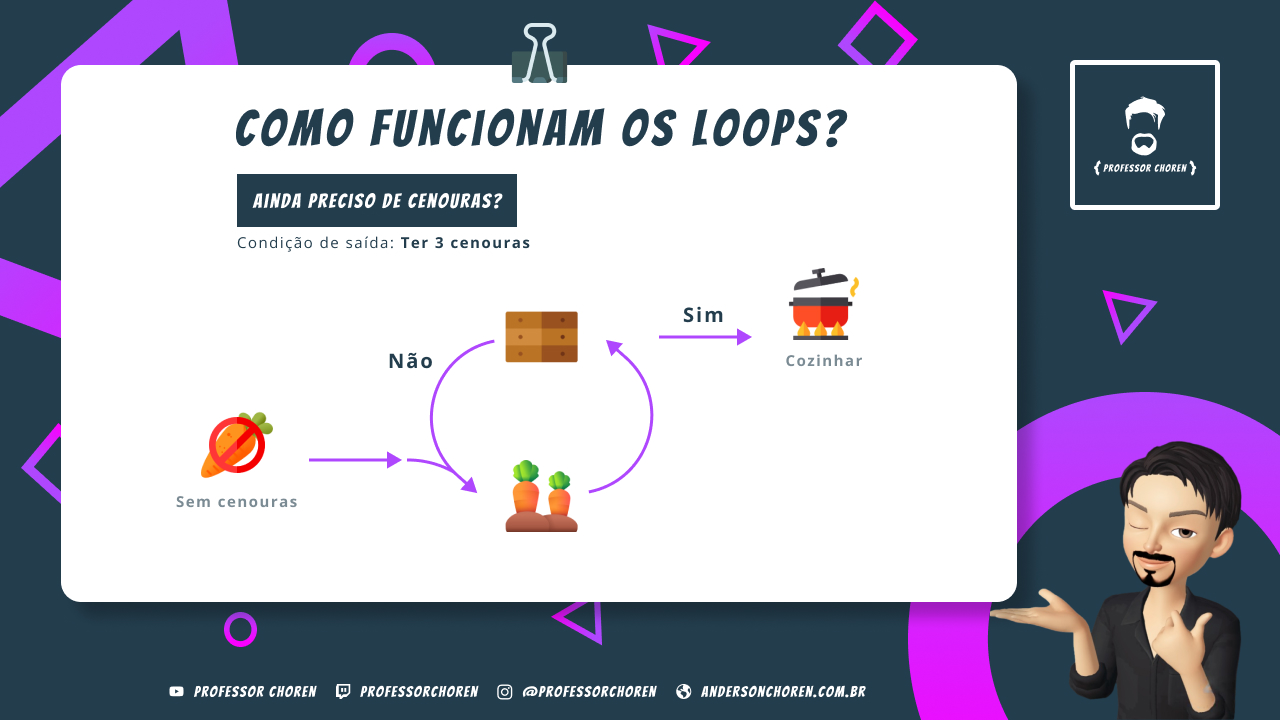 COMO FUNCIONAM OS LOOPS?
{ PROFESSOR CHOREN }
AINDA PRECISO DE CENOURAS?
Condição de saída: Ter 3 cenouras
Sim
Não
Cozinhar
Sem cenouras
PROFESSOR CHOREN PROFESSORCHOREN @PROFESSORCHOREN ANDERSONCHOREN.COM.BR